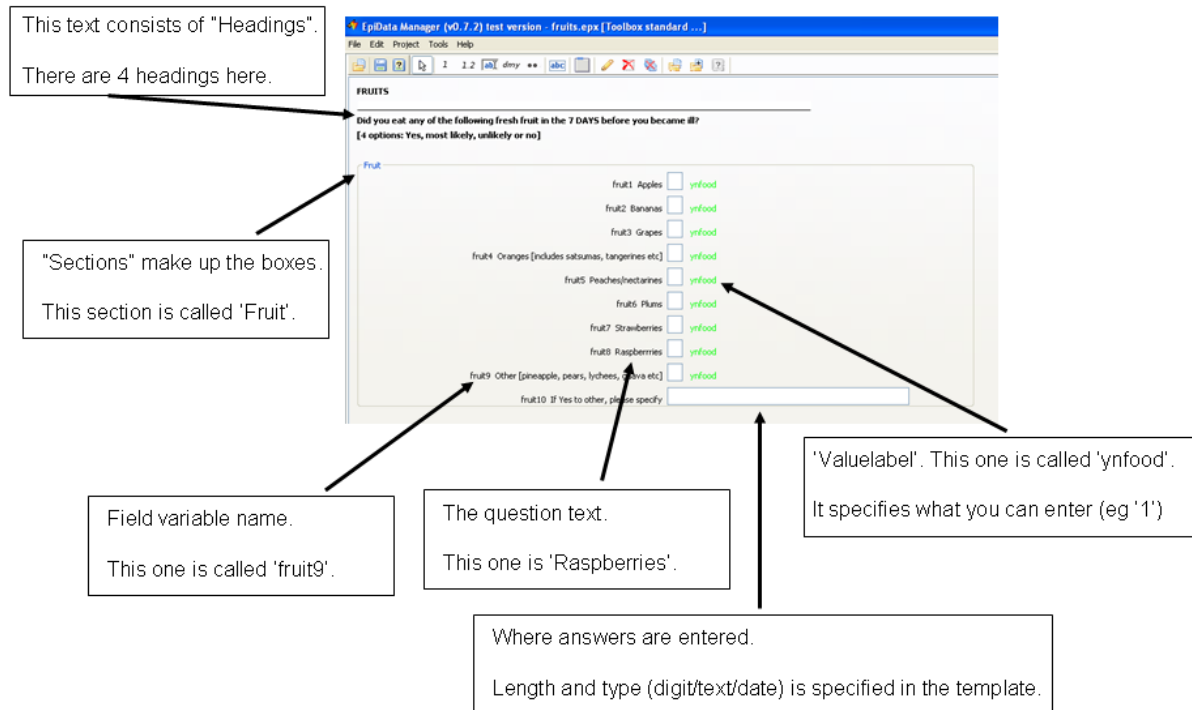 This text consists of "Headings".
There are 4 headings here.
EpiData Manager (v0.7.2) test version - fruits.epx [Toolbox standard ...]
File Edit Project Tools Help
1 1.2 ab dmy abc
FRUITS
Did you eat any of the following fresh fruit in the 7 DAYS before you became ill?
[4 options: Yes, most likely, unlikely or no]
Fruit
fruit1 Apples ynfood
fruit2 Bananas ynfood
fruit3 Grapes ynfood
fruit4 Oranges [includes satsumas, tangerines etc] ynfood
fruit5 Peaches/nectarines ynfood
fruit6 Plums ynfood
fruit7 Strawberries ynfood
fruit8 Raspberrries ynfood
fruit9 Other [pineapple, pears, lychees, guava etc] ynfood
fruit10 If Yes to other, please specify
"Sections" make up the boxes.
This section is called 'Fruit'.
'Valuelabel'. This one is called 'ynfood'.
It specifies what you can enter (eg '1')
Field variable name.
This one is called 'fruit9'.
The question text.
This one is 'Raspberries'.
Where answers are entered.
Length and type (digit/text/date) is specified in the template.